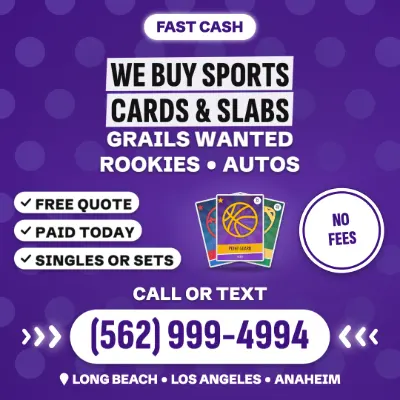 FAST CASH
WE BUY SPORTS
CARDS & SLABS
GRAILS WANTED
ROOKIES • AUTOS
✓ FREE QUOTE
✓ PAID TODAY
✓ SINGLES OR SETS
NO
FEES
CALL OR TEXT
(562) 999-4994
LONG BEACH • LOS ANGELES • ANAHEIM